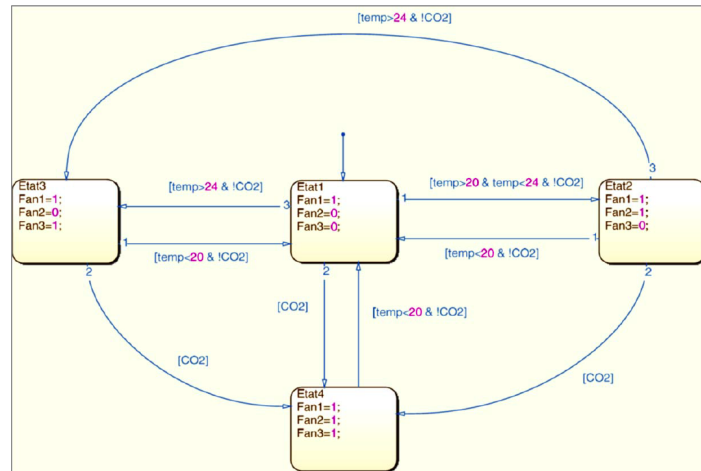 [temp>24 & !CO2]
3
Etat3
Fan1=1;
Fan2=0;
Fan3=1;
[temp>24 & !CO2]
3
Etat1
Fan1=1;
Fan2=0;
Fan3=0;
1
[temp>20 & temp<24 & !CO2]
Etat2
Fan1=1;
Fan2=1;
Fan3=0;
1
[temp<20 & !CO2]
1
[temp<20 & !CO2]
2
2
2
[CO2]
[temp<20 & !CO2]
[CO2]
[CO2]
Etat4
Fan1=1;
Fan2=1;
Fan3=1;